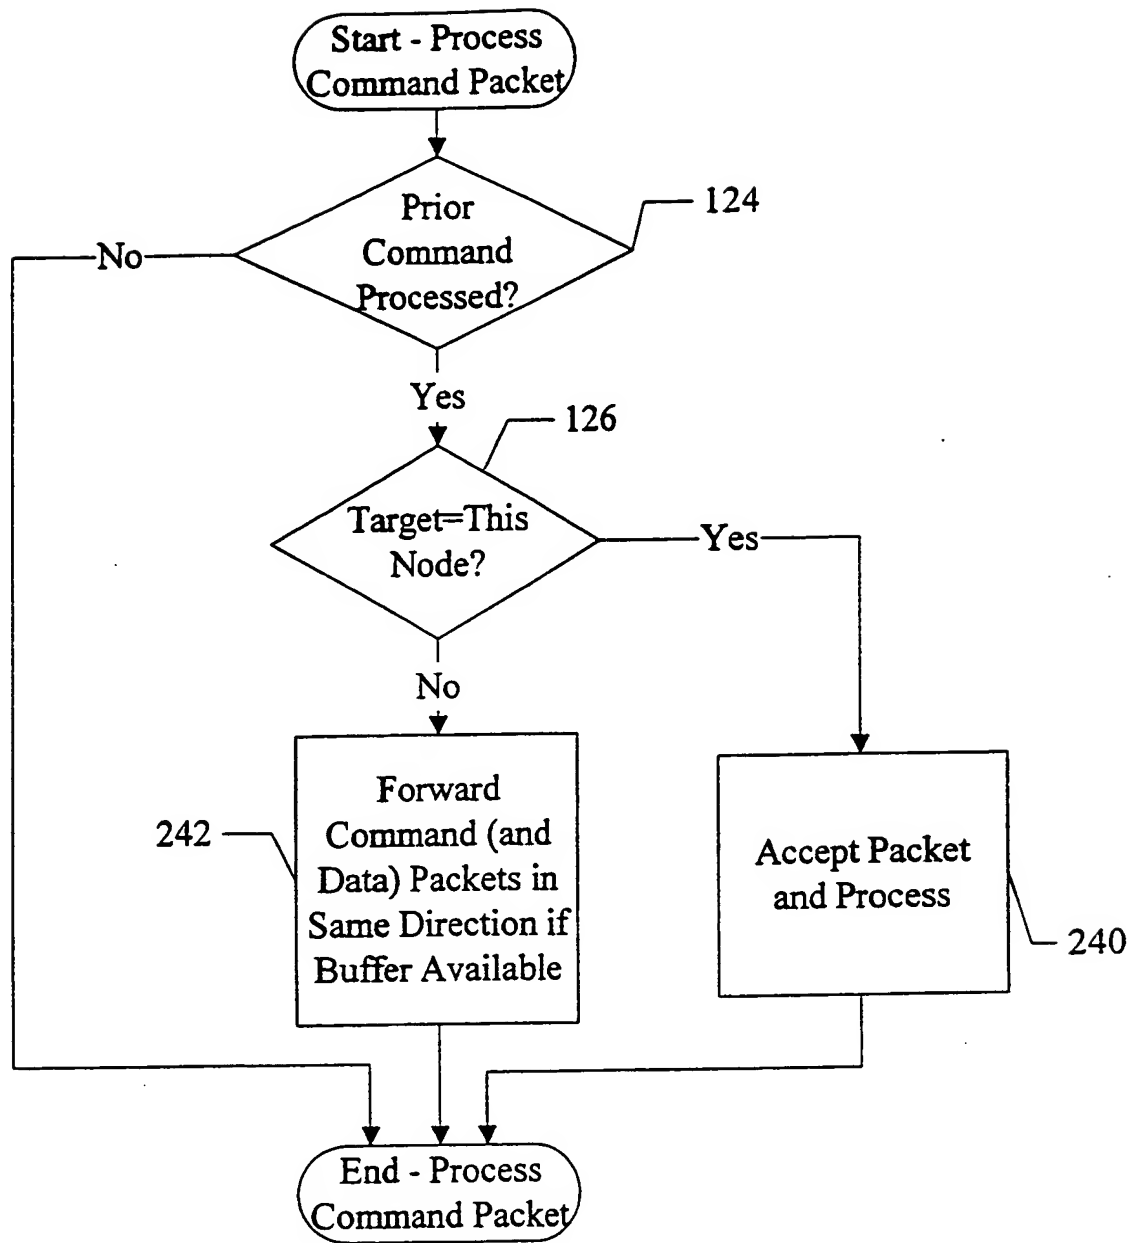 Start - Process
Command Packet
Prior
Command
Processed?
124
No
Yes
126
Target=This
Node?
Yes
No
Forward
Command (and
Data) Packets in
Same Direction if
Buffer Available
242
Accept Packet
and Process
240
End - Process
Command Packet